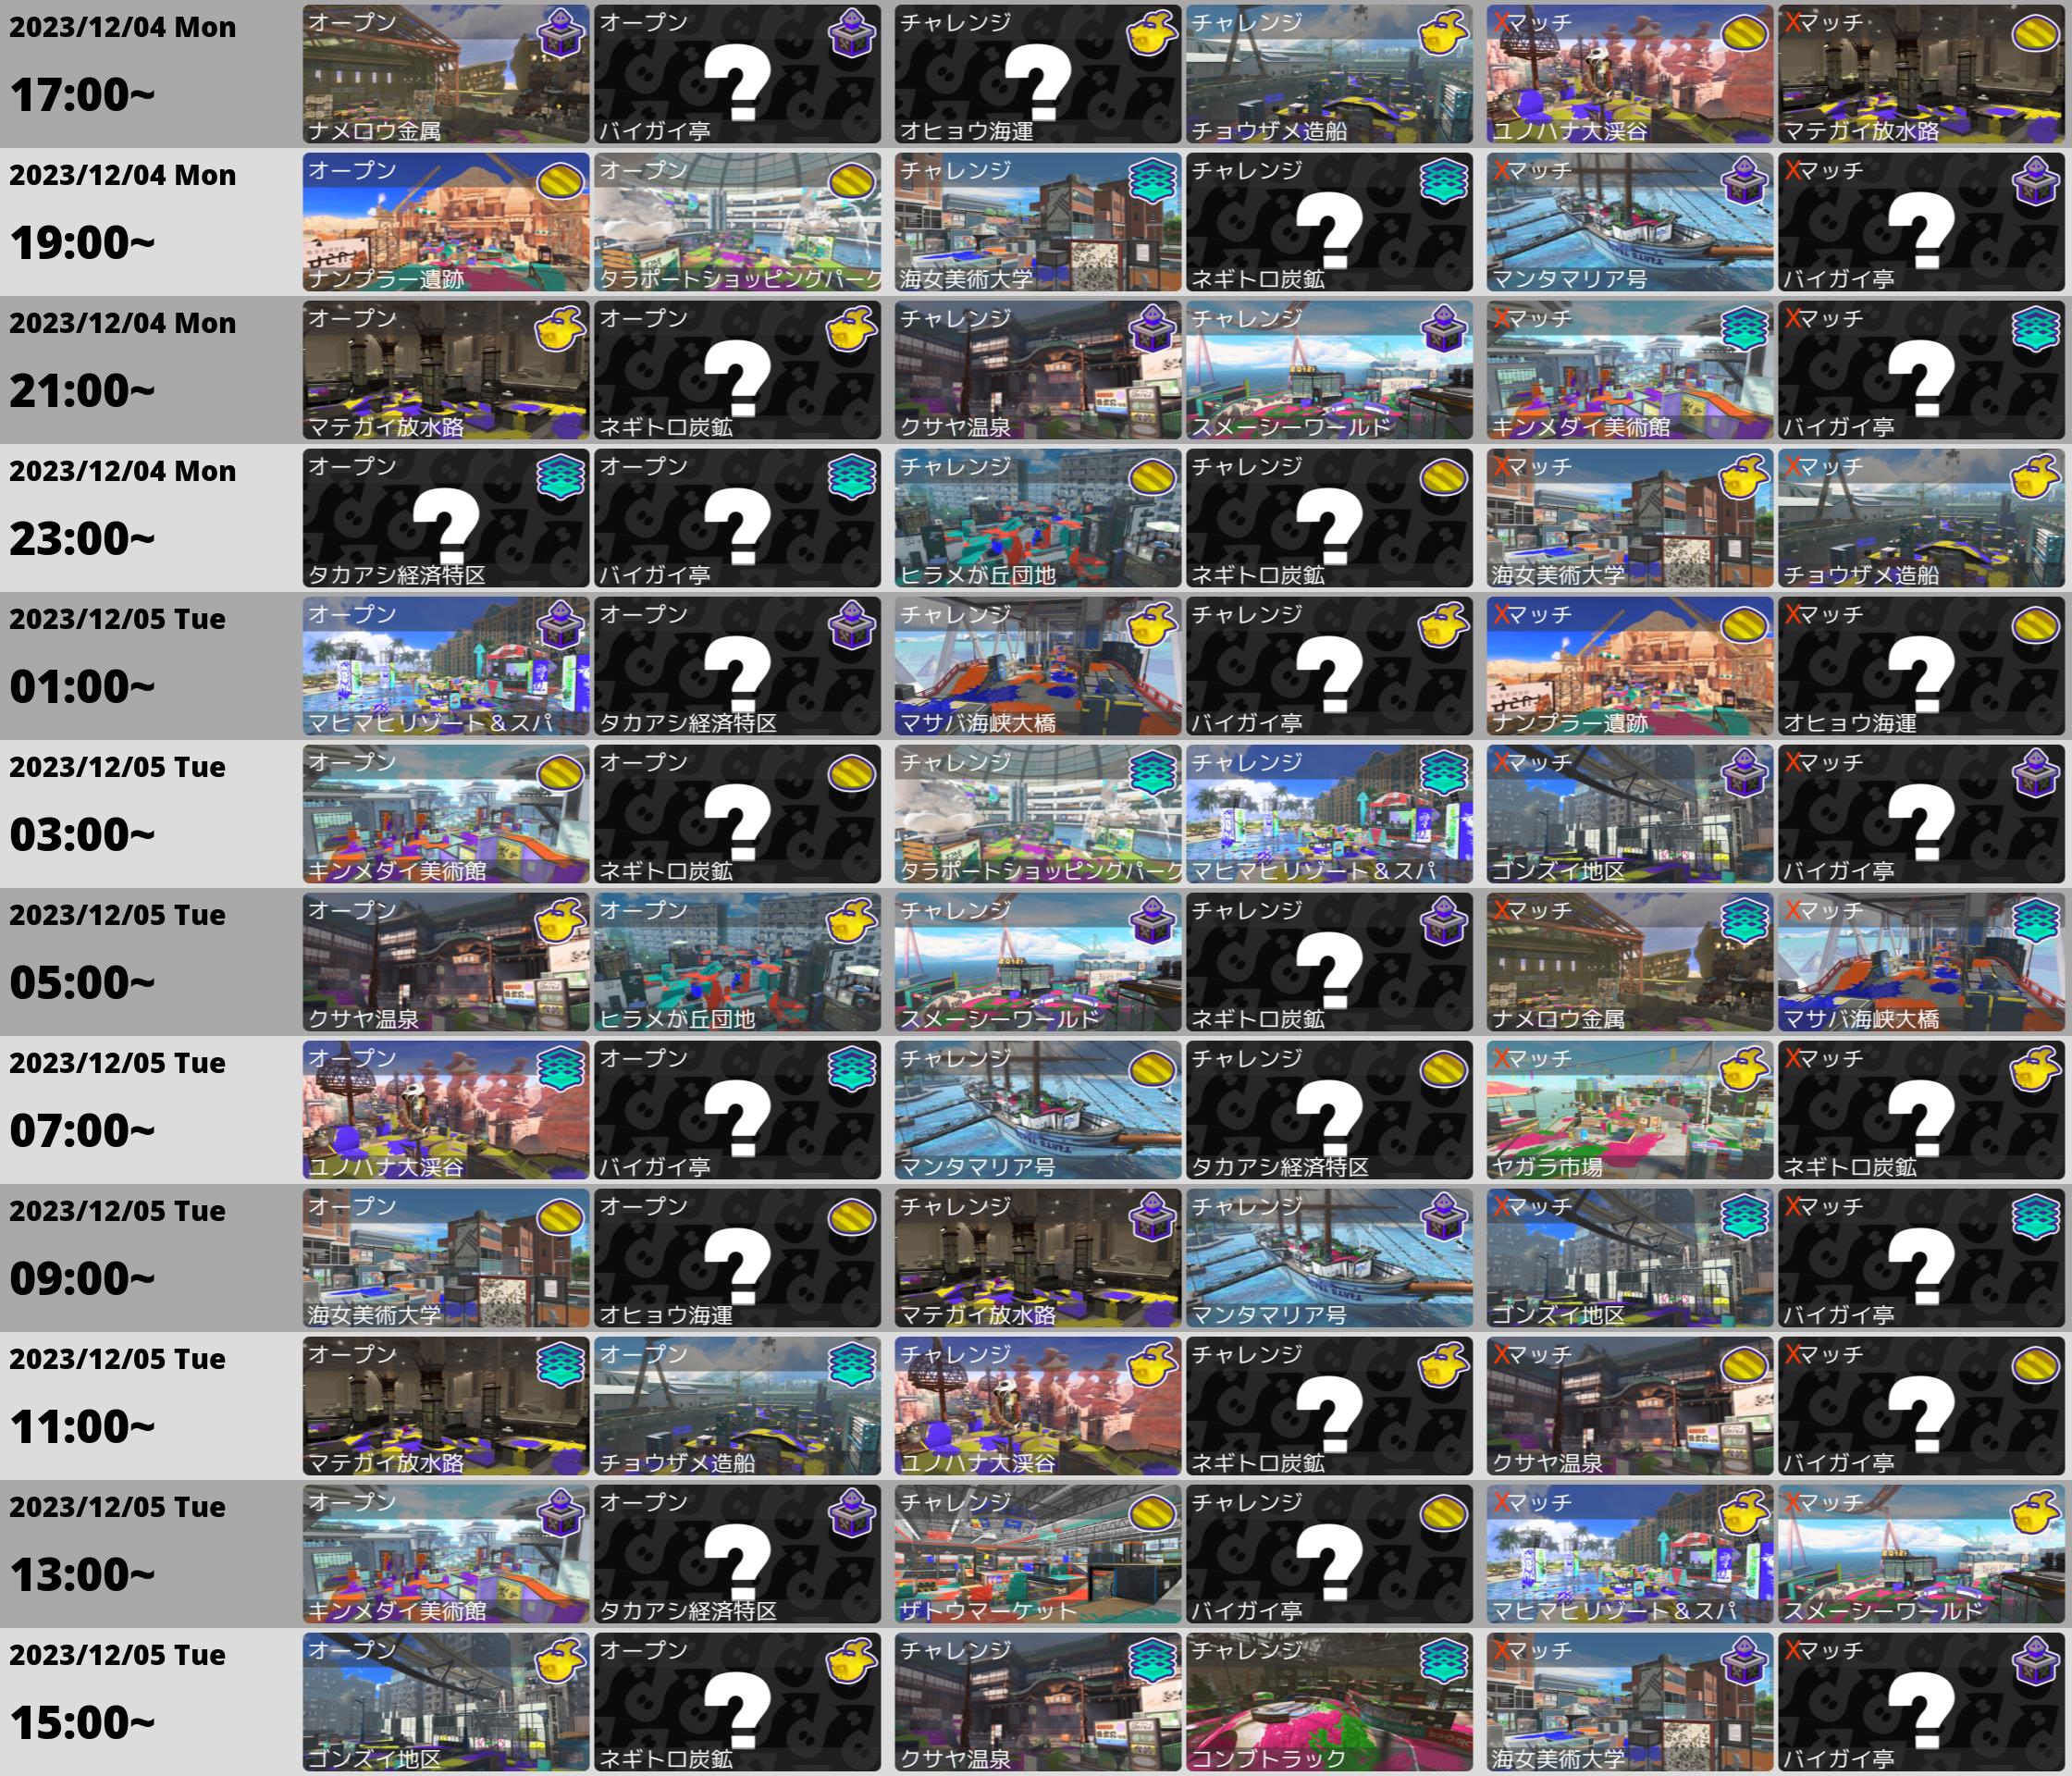 2023/12/04 Mon
17:00~
オープン
ナメロウ金属
オープン
バイガイ亭
チャレンジ
オヒョウ海運
チャレンジ
チョウザメ造船
Xマッチ
ユノハナ大渓谷
Xマッチ
マテガイ放水路
2023/12/04 Mon
19:00~
オープン
ナンプラー遺跡
オープン
タラポートショッピングパーク
チャレンジ
海女美術大学
チャレンジ
ネギトロ炭鉱
Xマッチ
マンタマリア号
Xマッチ
バイガイ亭
2023/12/04 Mon
21:00~
オープン
マテガイ放水路
オープン
ネギトロ炭鉱
チャレンジ
クサヤ温泉
チャレンジ
スメーシーワールド
Xマッチ
キンメダイ美術館
Xマッチ
バイガイ亭
2023/12/04 Mon
23:00~
オープン
タカアシ経済特区
オープン
バイガイ亭
チャレンジ
ヒラメが丘団地
チャレンジ
ネギトロ炭鉱
Xマッチ
海女美術大学
Xマッチ
チョウザメ造船
2023/12/05 Tue
01:00~
オープン
マヒマヒリゾート＆スパ
オープン
タカアシ経済特区
チャレンジ
マサバ海峡大橋
チャレンジ
バイガイ亭
Xマッチ
ナンプラー遺跡
Xマッチ
オヒョウ海運
2023/12/05 Tue
03:00~
オープン
キンメダイ美術館
オープン
ネギトロ炭鉱
チャレンジ
タラポートショッピングパーク
チャレンジ
マヒマヒリゾート＆スパ
Xマッチ
ゴンズイ地区
Xマッチ
バイガイ亭
2023/12/05 Tue
05:00~
オープン
クサヤ温泉
オープン
ヒラメが丘団地
チャレンジ
スメーシーワールド
チャレンジ
ネギトロ炭鉱
Xマッチ
ナメロウ金属
Xマッチ
マサバ海峡大橋
2023/12/05 Tue
07:00~
オープン
ユノハナ大渓谷
オープン
バイガイ亭
チャレンジ
マンタマリア号
チャレンジ
タカアシ経済特区
Xマッチ
ヤガラ市場
Xマッチ
ネギトロ炭鉱
2023/12/05 Tue
09:00~
オープン
海女美術大学
オープン
オヒョウ海運
チャレンジ
マテガイ放水路
チャレンジ
マンタマリア号
Xマッチ
ゴンズイ地区
Xマッチ
バイガイ亭
2023/12/05 Tue
11:00~
オープン
マテガイ放水路
オープン
チョウザメ造船
チャレンジ
ユノハナ大渓谷
チャレンジ
ネギトロ炭鉱
Xマッチ
クサヤ温泉
Xマッチ
バイガイ亭
2023/12/05 Tue
13:00~
オープン
キンメダイ美術館
オープン
タカアシ経済特区
チャレンジ
ザトウマーケット
チャレンジ
バイガイ亭
Xマッチ
マヒマヒリゾート＆スパ
Xマッチ
スメーシーワールド
2023/12/05 Tue
15:00~
オープン
ゴンズイ地区
オープン
ネギトロ炭鉱
チャレンジ
クサヤ温泉
チャレンジ
コンブトラック
Xマッチ
海女美術大学
Xマッチ
バイガイ亭